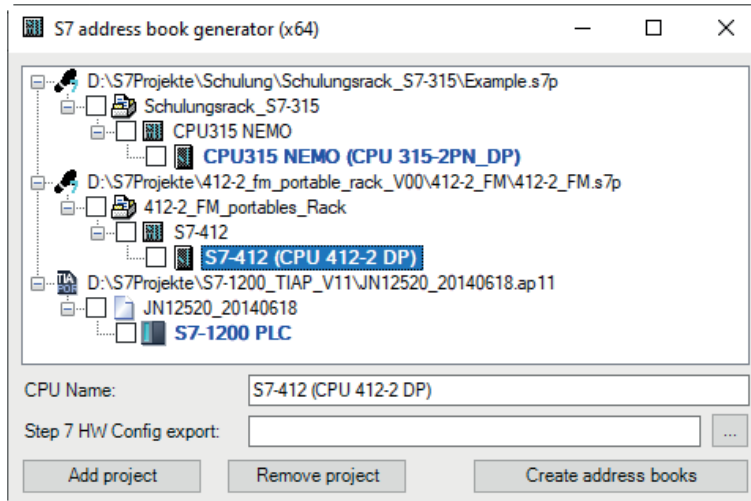 S7 address book generator (x64)
D:\S7Projekte\Schulung\Schulungsrack_S7-315\Example.s7p
Schulungsrack_S7-315
CPU315 NEMO
CPU315 NEMO (CPU 315-2PN_DP)
D:\S7Projekte\412-2_fm_portable_rack_V00\412-2_FM\412-2_FM.s7p
412-2_FM_portables_Rack
S7-412
S7-412 (CPU 412-2 DP)
D:\S7Projekte\S7-1200_TIAP_V11\JN12520_20140618.ap11
JN12520_20140618
S7-1200 PLC
CPU Name: S7-412 (CPU 412-2 DP)
Step 7 HW Config export: ...
Add project Remove project Create address books